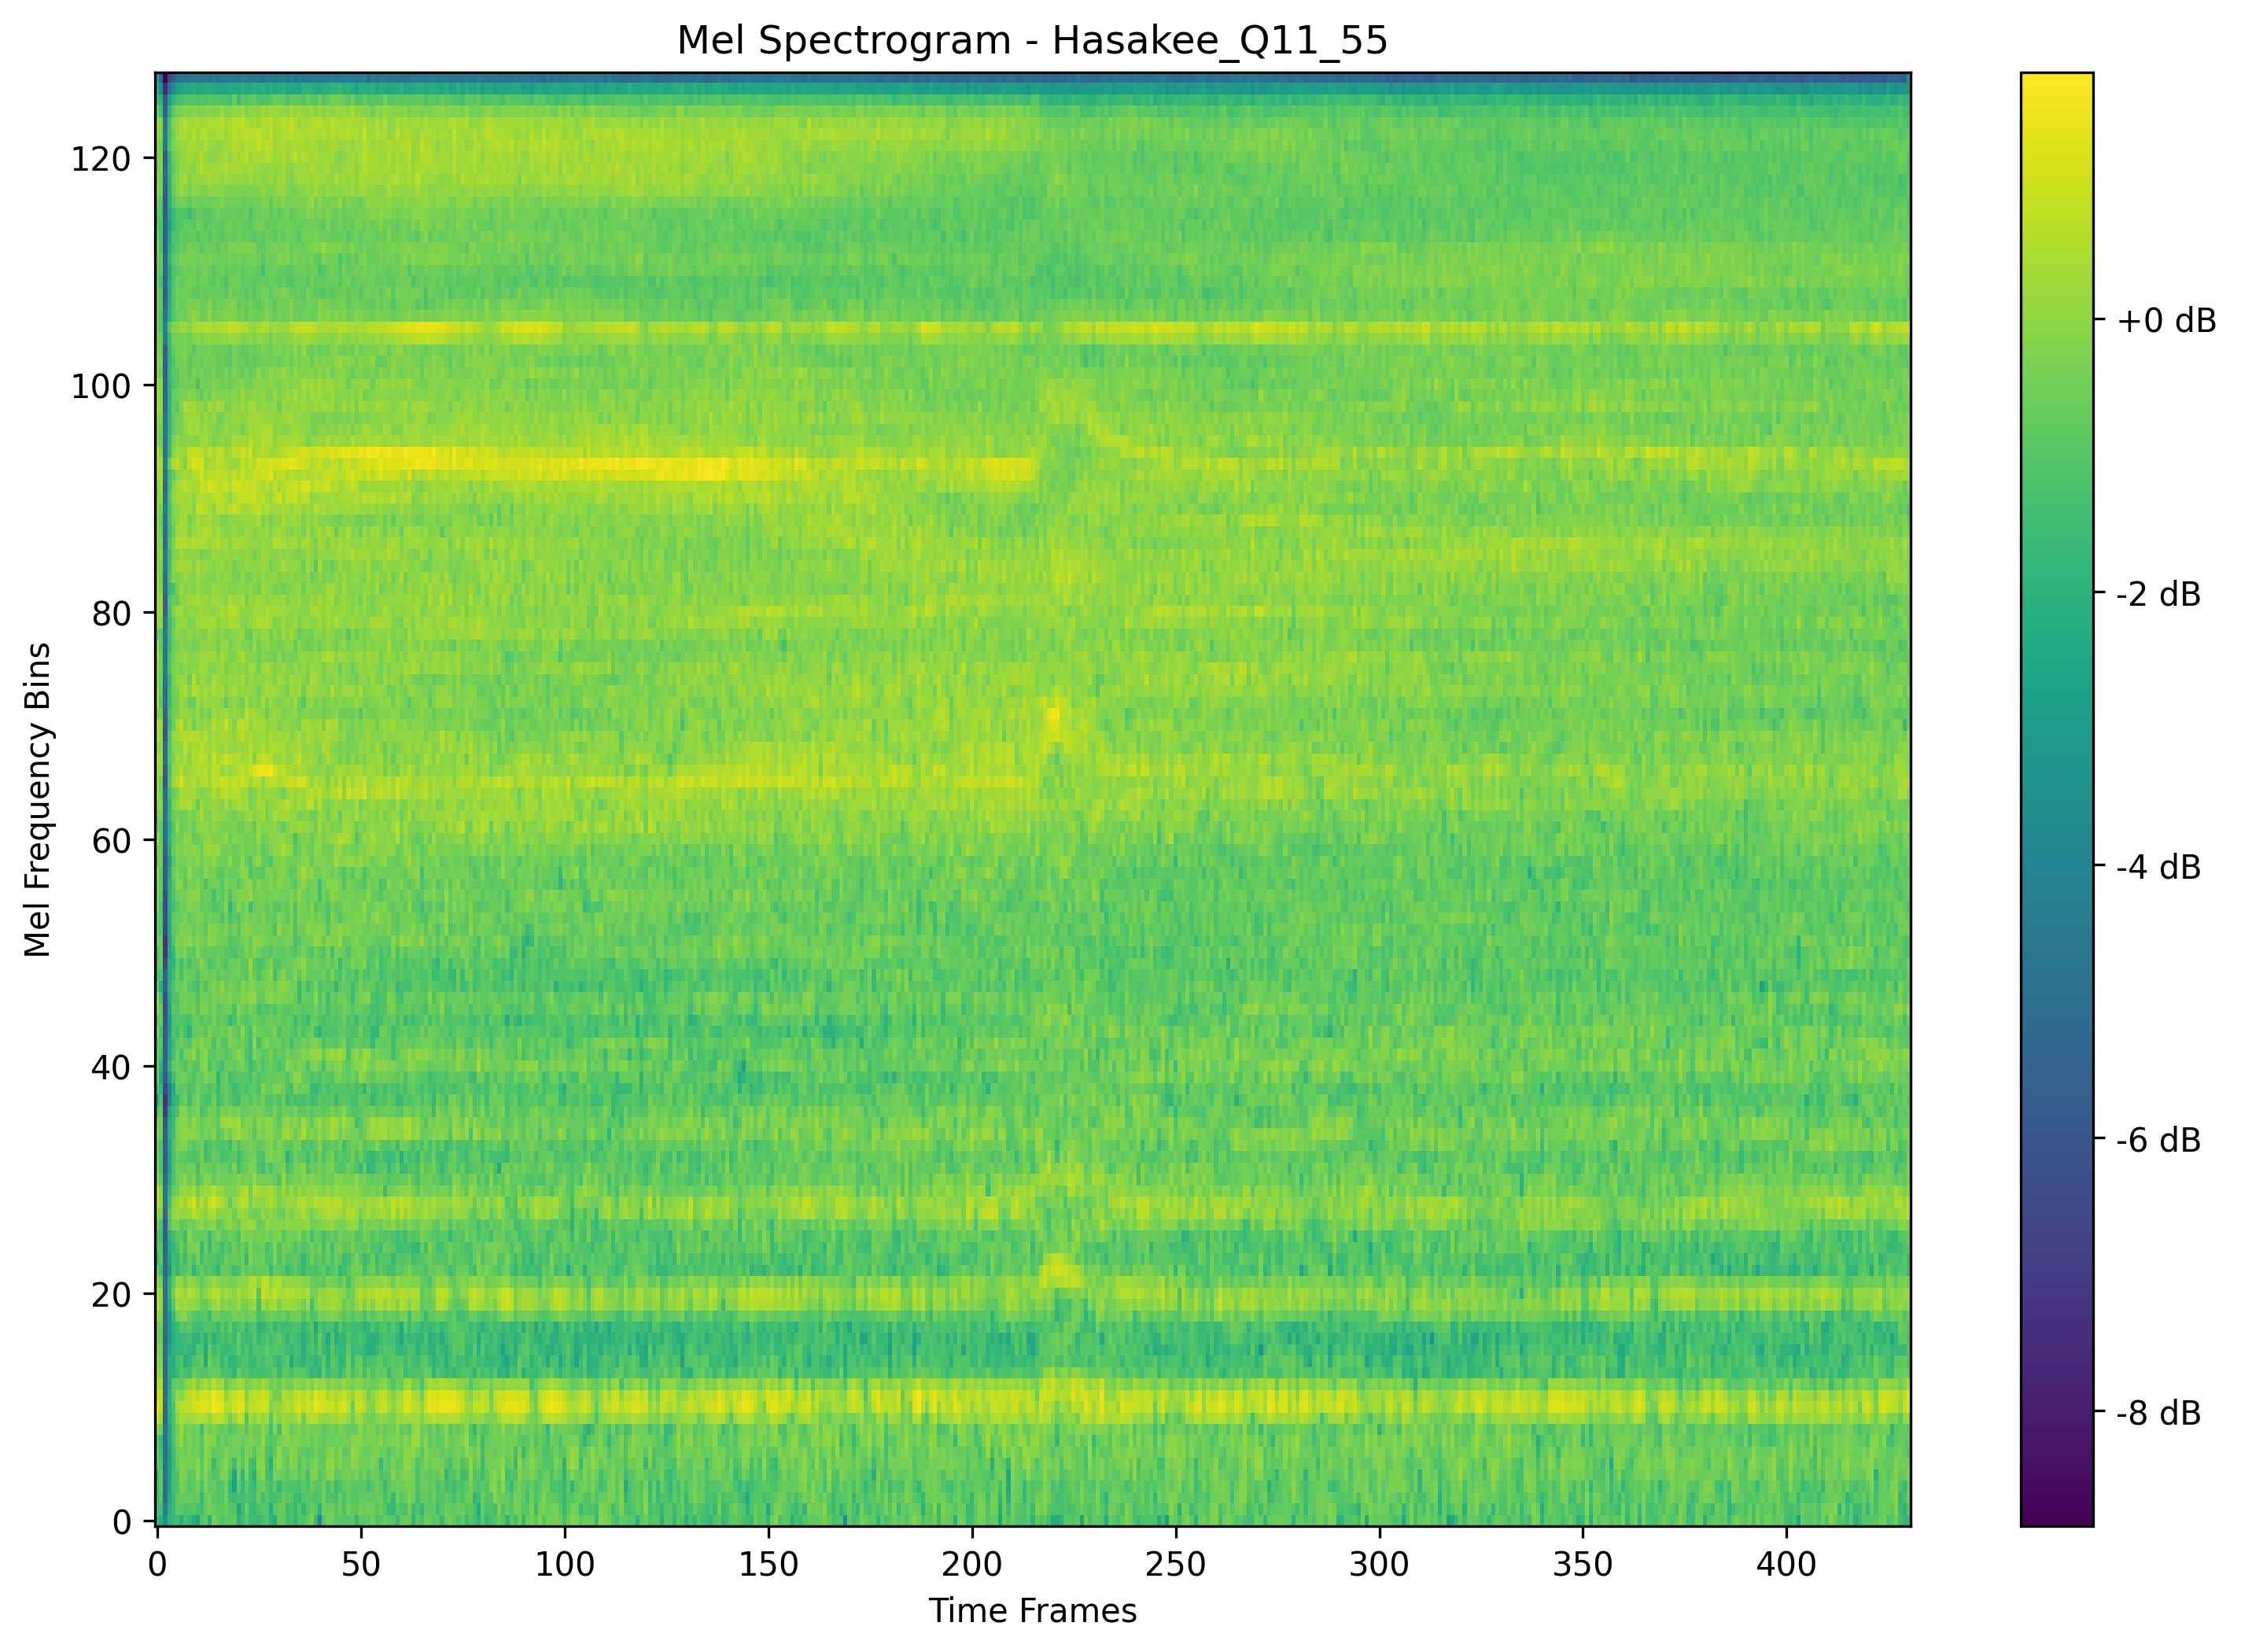 Mel Spectrogram - Hasakee_Q11_55
Mel Frequency Bins
120
100
80
60
40
20
0
0 50 100 150 200 250 300 350 400
Time Frames
+0 dB
-2 dB
-4 dB
-6 dB
-8 dB